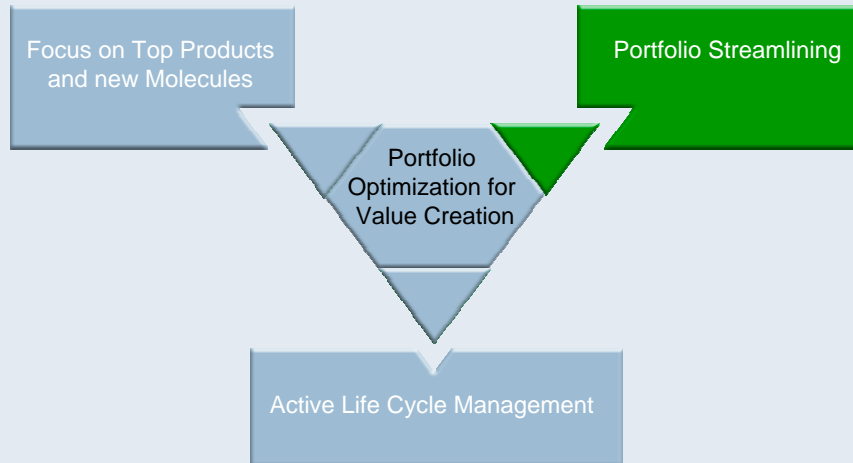 Focus on Top Products
and new Molecules
Portfolio Streamlining
Portfolio
Optimization for
Value Creation
Active Life Cycle Management